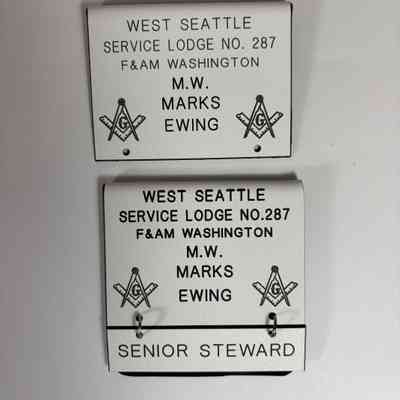 WEST SEATTLE
SERVICE LODGE NO. 287
F&AM WASHINGTON
M.W.
MARKS
EWING
G
G
WEST SEATTLE
SERVICE LODGE NO.287
F&AM WASHINGTON
M.W.
MARKS
EWING
G
G
SENIOR STEWARD